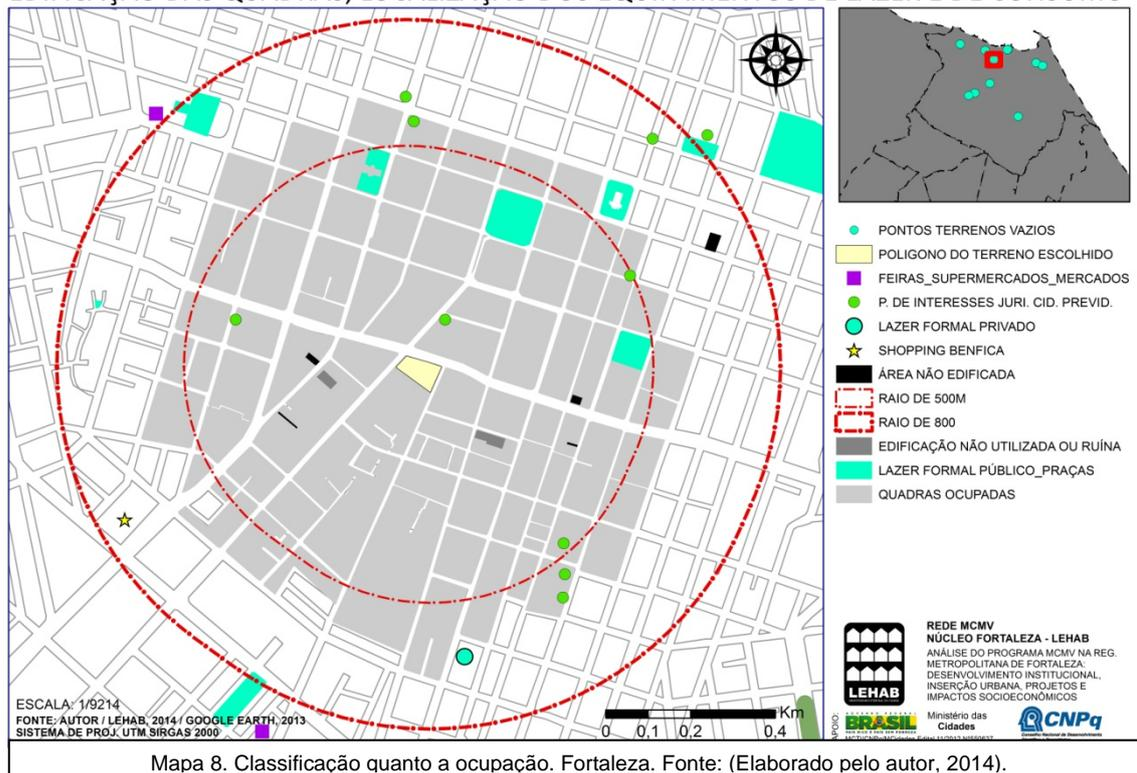 PONTOS TERRENOS VAZIOS
POLIGONO DO TERRENO ESCOLHIDO
FEIRAS_SUPERMERCADOS_MERCADOS
P. DE INTERESSES JURI. CID. PREVID.
LAZER FORMAL PRIVADO
SHOPPING BENFICA
ÁREA NÃO EDIFICADA
RAIO DE 500M
RAIO DE 800
EDIFICAÇÃO NÃO UTILIZADA OU RUÍNA
LAZER FORMAL PÚBLICO_PRAÇAS
QUADRAS OCUPADAS
REDE MCMV
NÚCLEO FORTALEZA - LEHAB
ANÁLISE DO PROGRAMA MCMV NA REG.
METROPOLITANA DE FORTALEZA:
DESENVOLVIMENTO INSTITUCIONAL,
INSERÇÃO URBANA, PROJETOS E
IMPACTOS SOCIOECONÔMICOS
LEHAB
APOIO:
BRASIL
Ministério das
Cidades
CNPq
ESCALA: 1/9214
FONTE: AUTOR / LEHAB, 2014 / GOOGLE EARTH, 2013
SISTEMA DE PROJ. UTM SIRGAS 2000
Km
0 0,1 0,2 0,4
Mapa 8. Classificação quanto a ocupação. Fortaleza. Fonte: (Elaborado pelo autor, 2014).